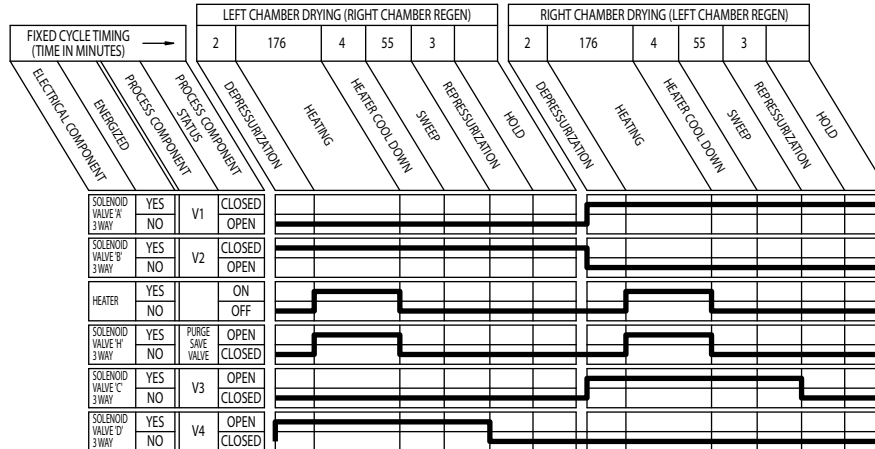 LEFT CHAMBER DRYING (RIGHT CHAMBER REGEN)
RIGHT CHAMBER DRYING (LEFT CHAMBER REGEN)
FIXED CYCLE TIMING
(TIME IN MINUTES)
2 176 4 55 3
2 176 4 55 3
ELECTRICAL COMPONENT
ENERGIZED
PROCESS COMPONENT
PROCESS COMPONENT
STATUS
DEPRESSURIZATION
HEATING
HEATER COOL DOWN
SWEEP
REPRESSURIZATION
HOLD
DEPRESSURIZATION
HEATING
HEATER COOL DOWN
SWEEP
REPRESSURIZATION
HOLD
SOLENOID
VALVE 'A'
3 WAY
YES
NO
V1
CLOSED
OPEN
SOLENOID
VALVE 'B'
3 WAY
YES
NO
V2
CLOSED
OPEN
HEATER
YES
NO
ON
OFF
SOLENOID
VALVE 'H'
3 WAY
YES
NO
PURGE
SAVE
VALVE
OPEN
CLOSED
SOLENOID
VALVE 'C'
3 WAY
YES
NO
V3
OPEN
CLOSED
SOLENOID
VALVE 'D'
3 WAY
YES
NO
V4
OPEN
CLOSED